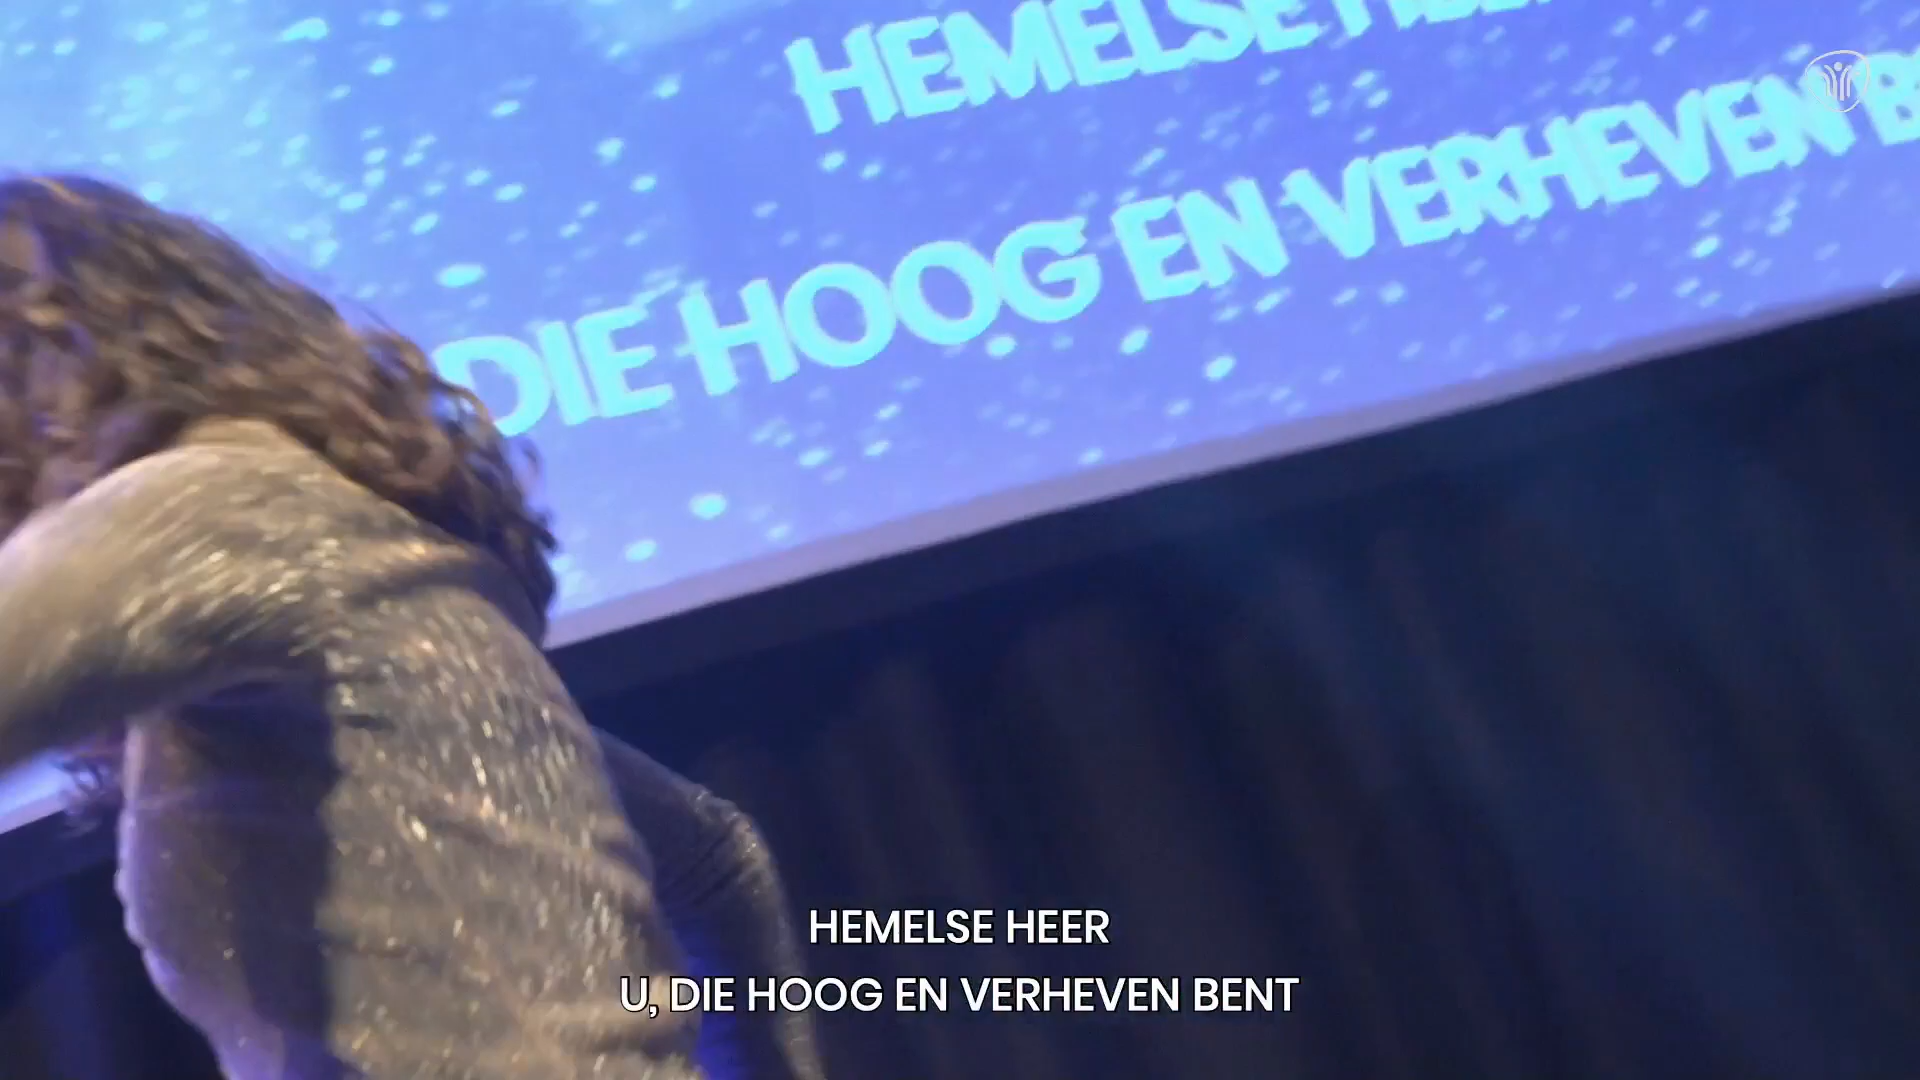 HEMELSE
DIE HOOG EN VERHEVEN
HEMELSE HEER
U, DIE HOOG EN VERHEVEN BENT